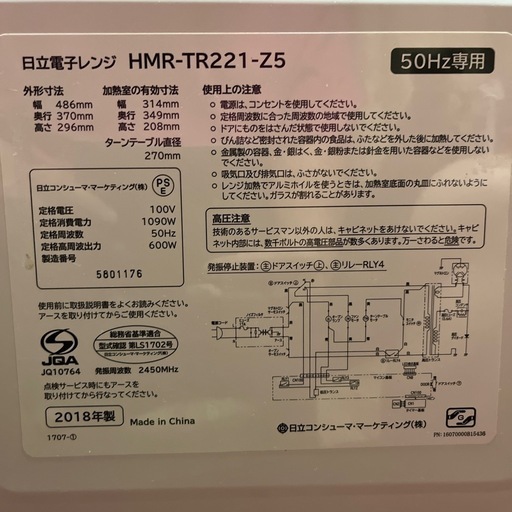 日立電子レンジ HMR-TR221-Z5
50Hz専用
外形寸法
幅 486mm
奥行 370mm
高さ 296mm
加熱室の有効寸法
幅 314mm
奥行 349mm
高さ 208mm
ターンテーブル直径
270mm
日立コンシューマ・マーケティング(株)
PS
E
定格電圧 100V
定格消費電力 1090W
定格周波数 50Hz
定格高周波出力 600W
製造番号
5801176
使用前に取扱説明書をよくお読みください。
アースを取り付けてからご使用ください。
JQA
JQ10764
総務省基準適合
型式確認 第LS1702号
日立コンシューマ・マーケティング(株)
発振周波数 2450MHz
点検サービス時にもアースを
取り付けてから行なってください。
2018年製
Made in China
1707-①
使用上の注意
● 電源は、コンセントを使用してください。
● 定格周波数に合った周波数の地域で使用してください。
● ドアにものをはさんだ状態で使用しないでください。
● びん詰など密封された容器内の食品は、ふたなどを外した後に加熱してください。
● 金属製の容器、金・銀はく、金・銀粉または針金を用いた容器などを使用しない
でください。
● 吸気口及び排気口は、ふさがないでください。
● レンジ加熱でアルミホイルを使うときは、加熱室底面の丸皿にふれないように
してください。ガラスが割れることがあります。
高圧注意
技術のあるサービスマン以外の人は、キャビネットをあけないでください。キャビ
ネット内部には、数千ボルトの高電圧部品が数多くあります。万一さわると危険です。
発振停止装置：(主)ドアスイッチ(上)、(主)リレーRLY4
日立コンシューマ・マーケティング(株)
PN: 16070000B15436